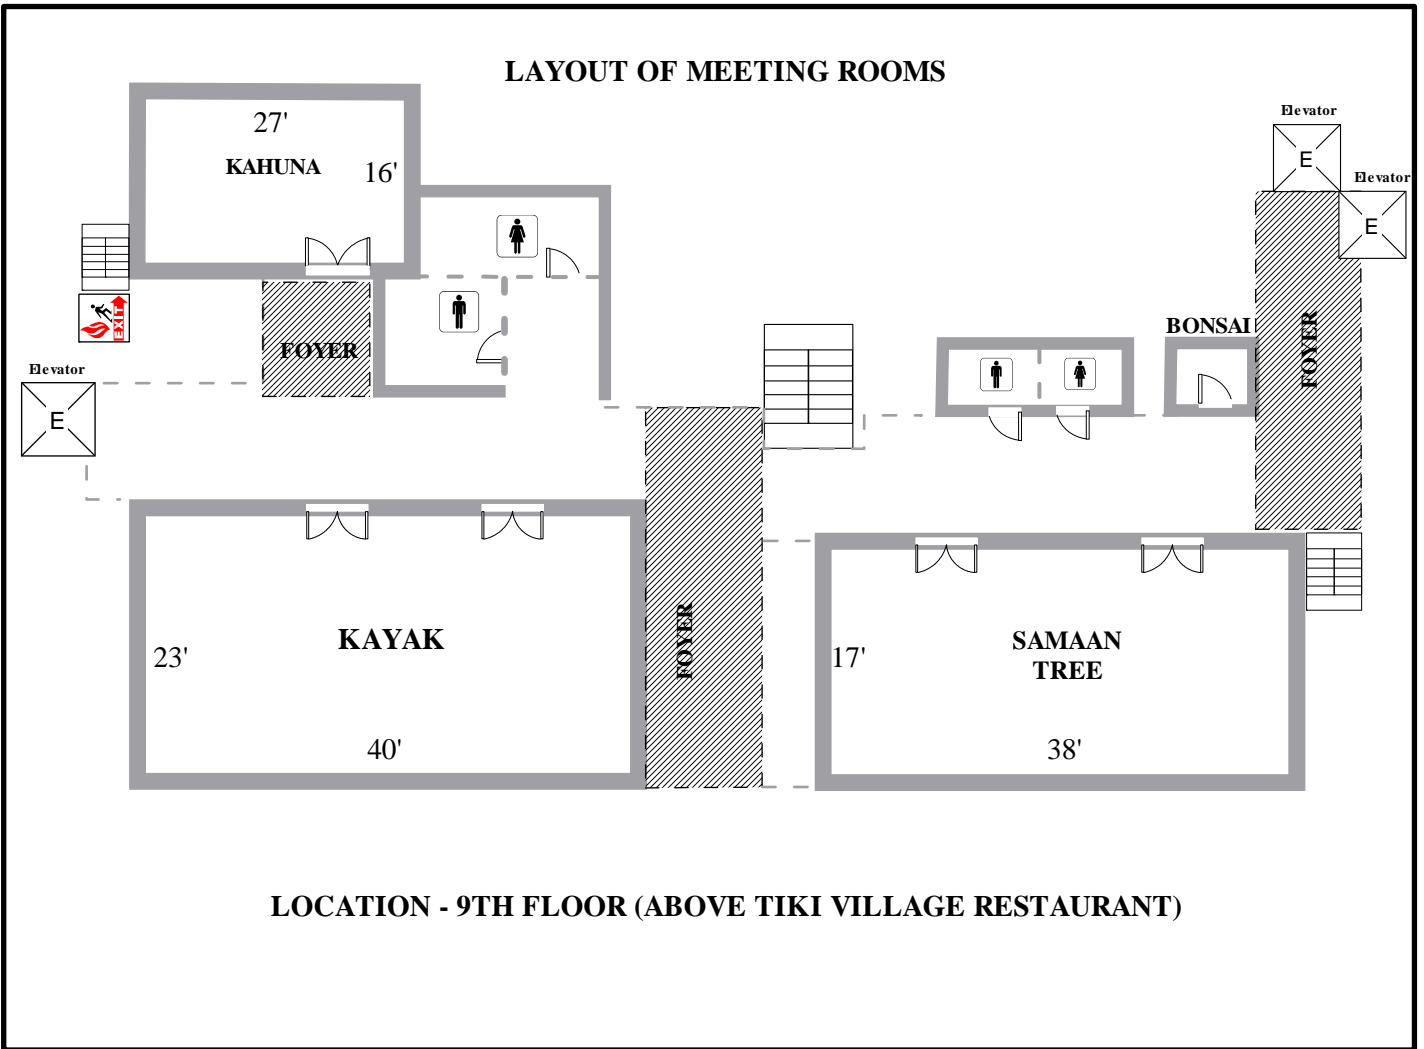 LAYOUT OF MEETING ROOMS
Elevator
E
Elevator
E
27'
KAHUNA
16'
EXIT
FOYER
Elevator
E
BONSAI
FOYER
KAYAK
23'
40'
FOYER
SAMAAN
TREE
17'
38'
LOCATION - 9TH FLOOR (ABOVE TIKI VILLAGE RESTAURANT)